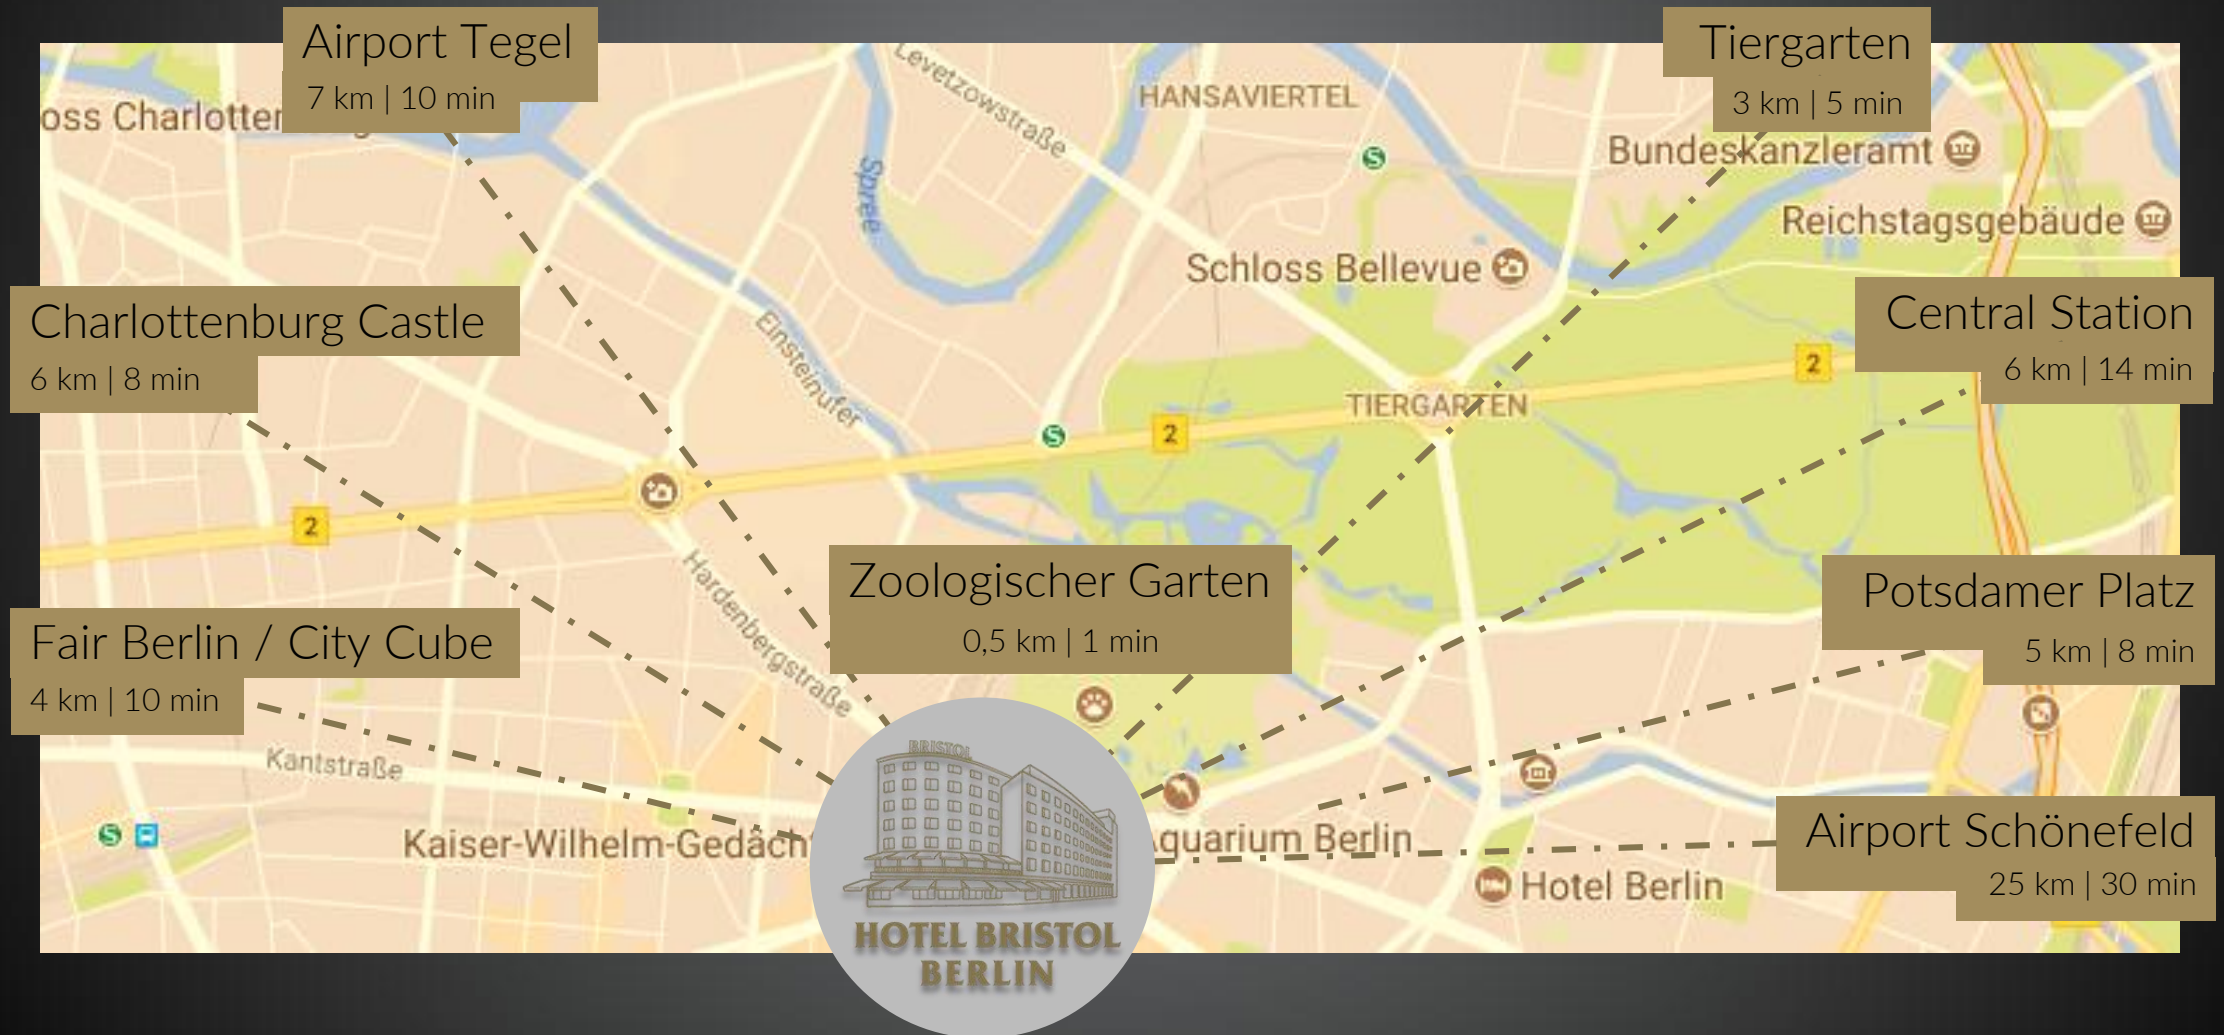 Airport Tegel
7 km | 10 min
Tiergarten
3 km | 5 min
Levetzowstraße
HANSAVIERTEL
oss Charlotten
Spree
Bundeskanzleramt
Reichstagsgebäude
Schloss Bellevue
Charlottenburg Castle
6 km | 8 min
Central Station
6 km | 14 min
Einsteinufer
2
TIERGARTEN
2
2
Hardenbergstraße
Zoologischer Garten
0,5 km | 1 min
Potsdamer Platz
5 km | 8 min
Fair Berlin / City Cube
4 km | 10 min
Kantstraße
BRISTOL
Kaiser-Wilhelm-Gedäch
Aquarium Berlin
Airport Schönefeld
25 km | 30 min
Hotel Berlin
HOTEL BRISTOL
BERLIN
S
S
S